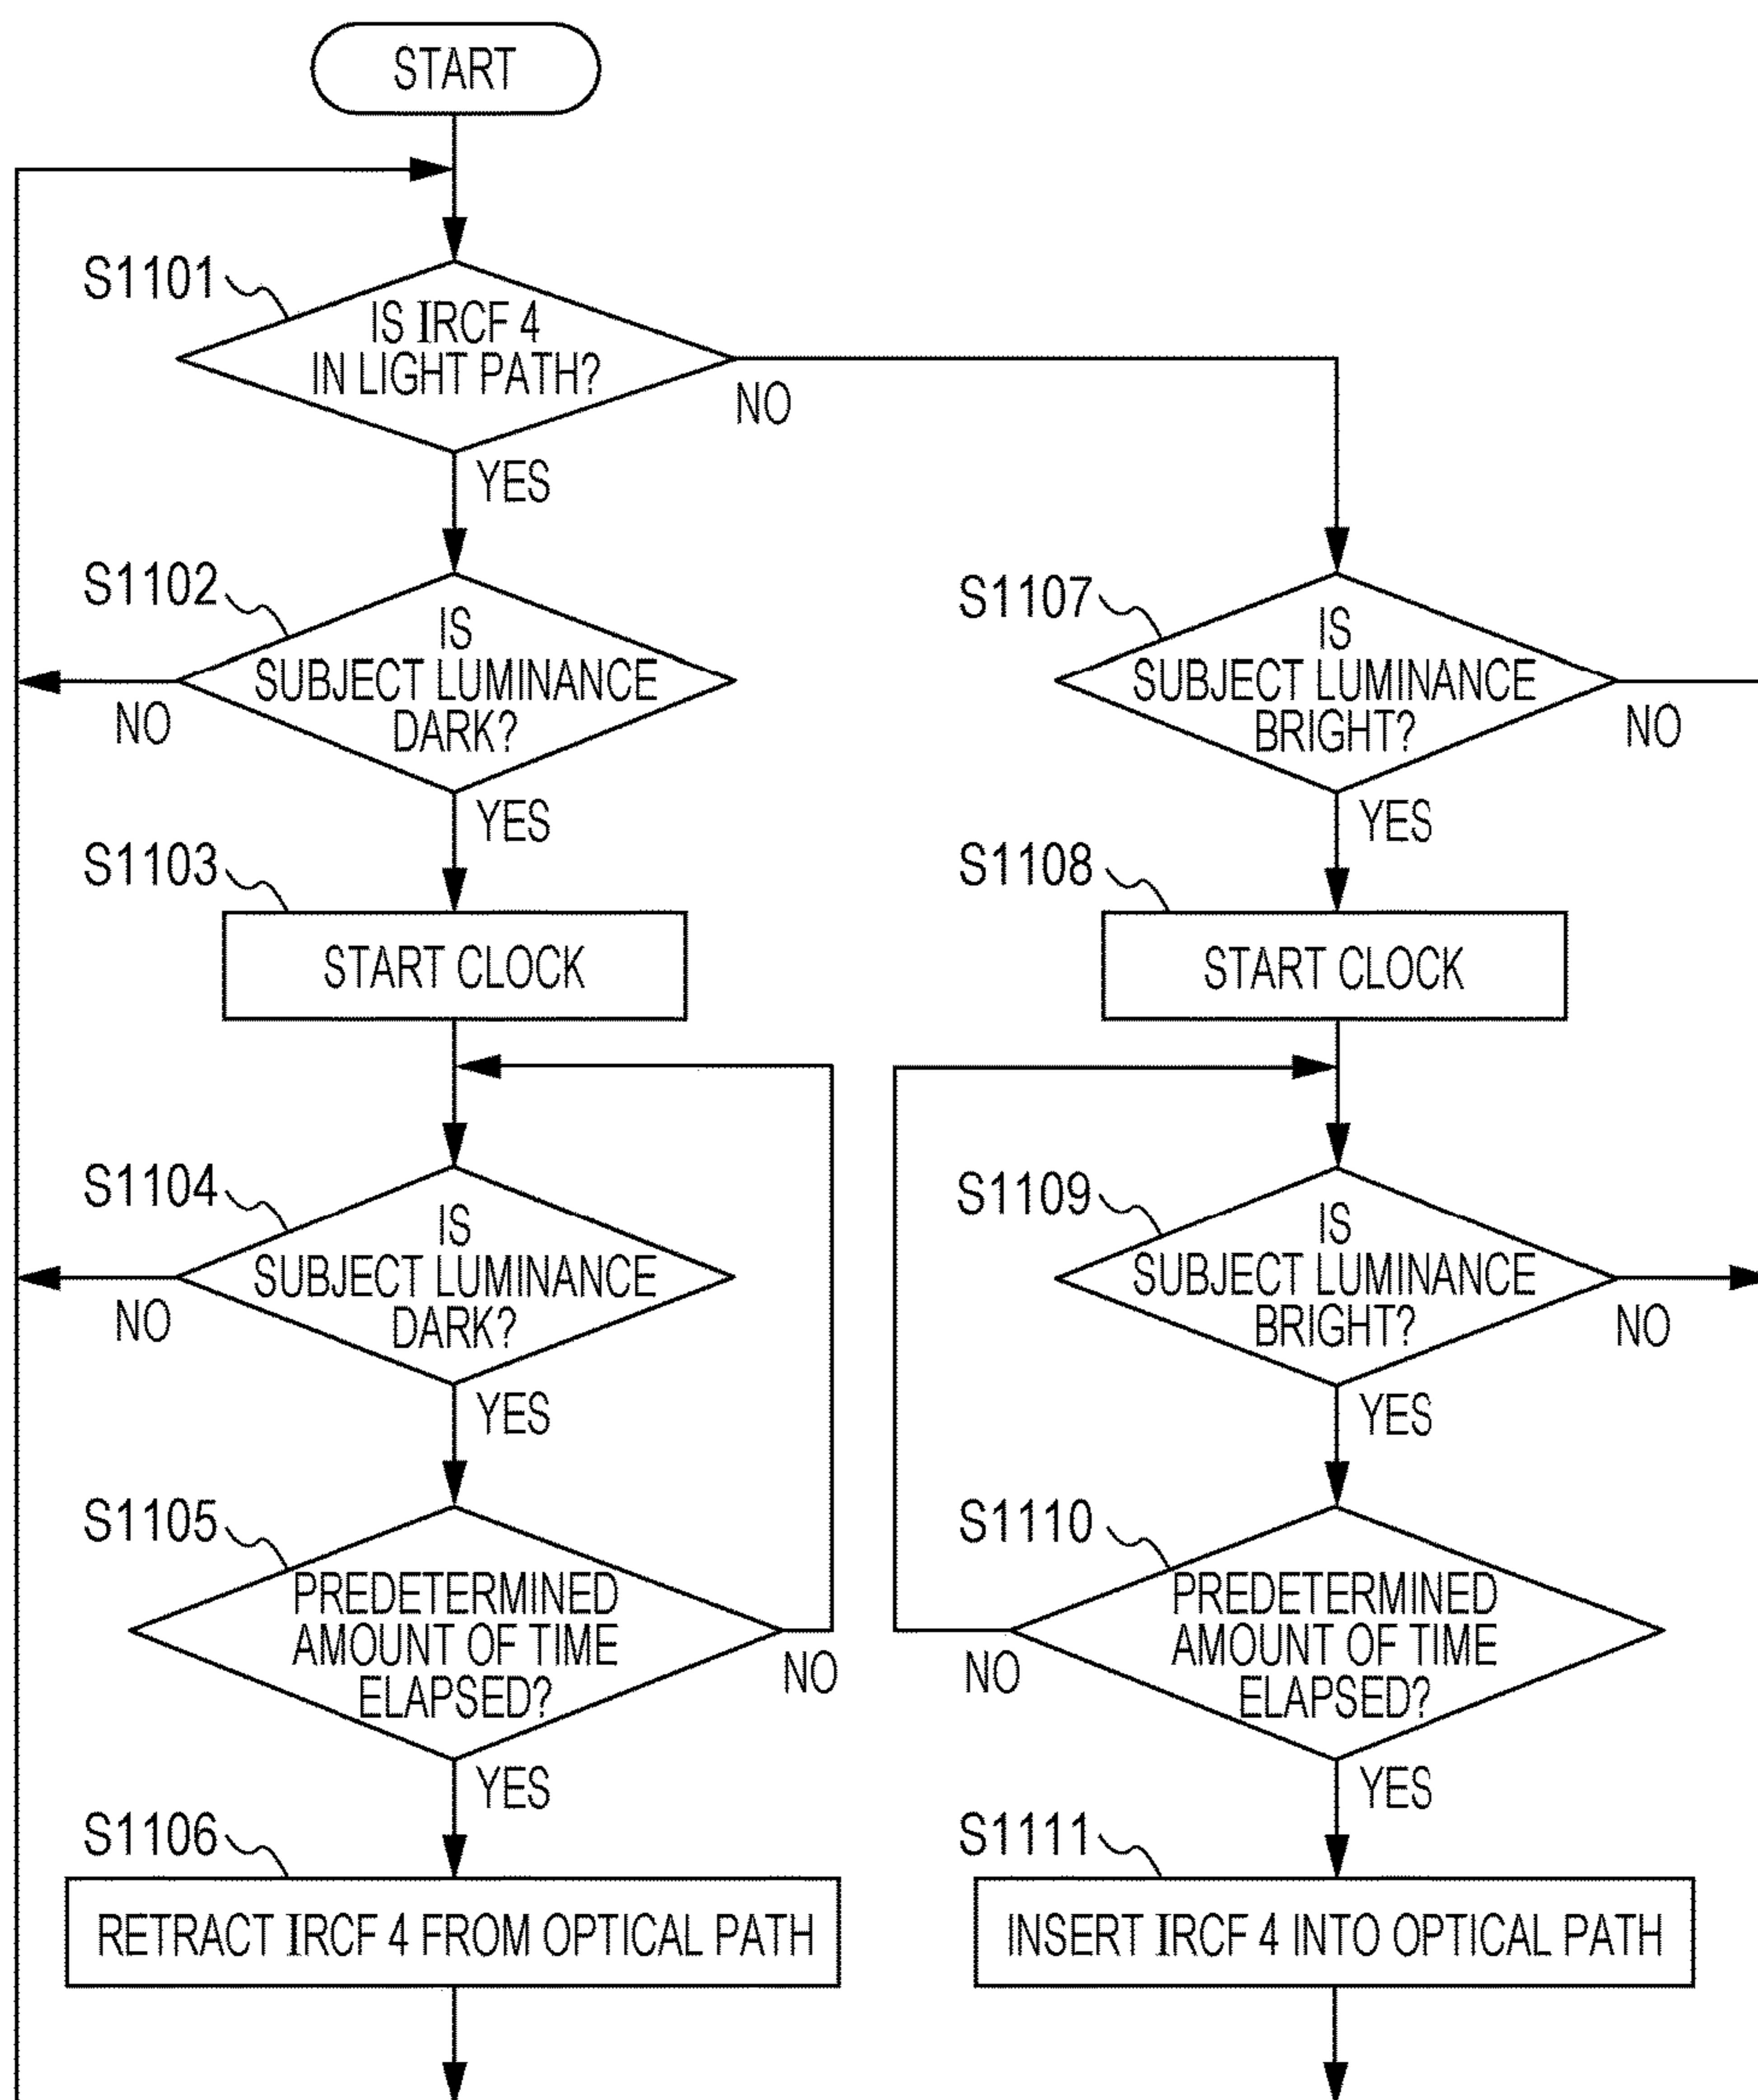 START
S1101
IS IRCF 4
IN LIGHT PATH?
NO
YES
S1102
IS
SUBJECT LUMINANCE
DARK?
NO
YES
S1103
START CLOCK
S1104
IS
SUBJECT LUMINANCE
DARK?
NO
YES
S1105
PREDETERMINED
AMOUNT OF TIME
ELAPSED?
NO
YES
S1106
RETRACT IRCF 4 FROM OPTICAL PATH
S1107
IS
SUBJECT LUMINANCE
BRIGHT?
NO
YES
S1108
START CLOCK
S1109
IS
SUBJECT LUMINANCE
BRIGHT?
NO
YES
S1110
PREDETERMINED
AMOUNT OF TIME
ELAPSED?
NO
YES
S1111
INSERT IRCF 4 INTO OPTICAL PATH